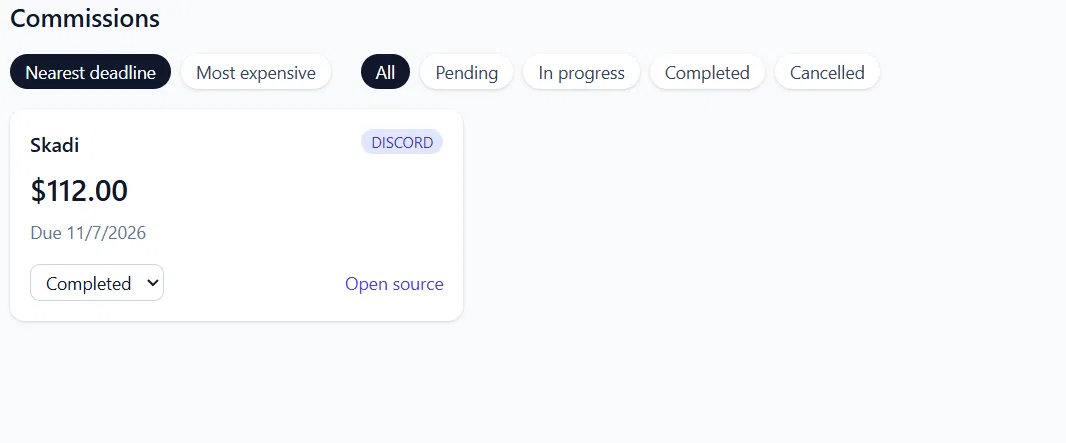 Commissions
Nearest deadline Most expensive All Pending In progress Completed Cancelled
Skadi DISCORD
$112.00
Due 11/7/2026
Completed Open source